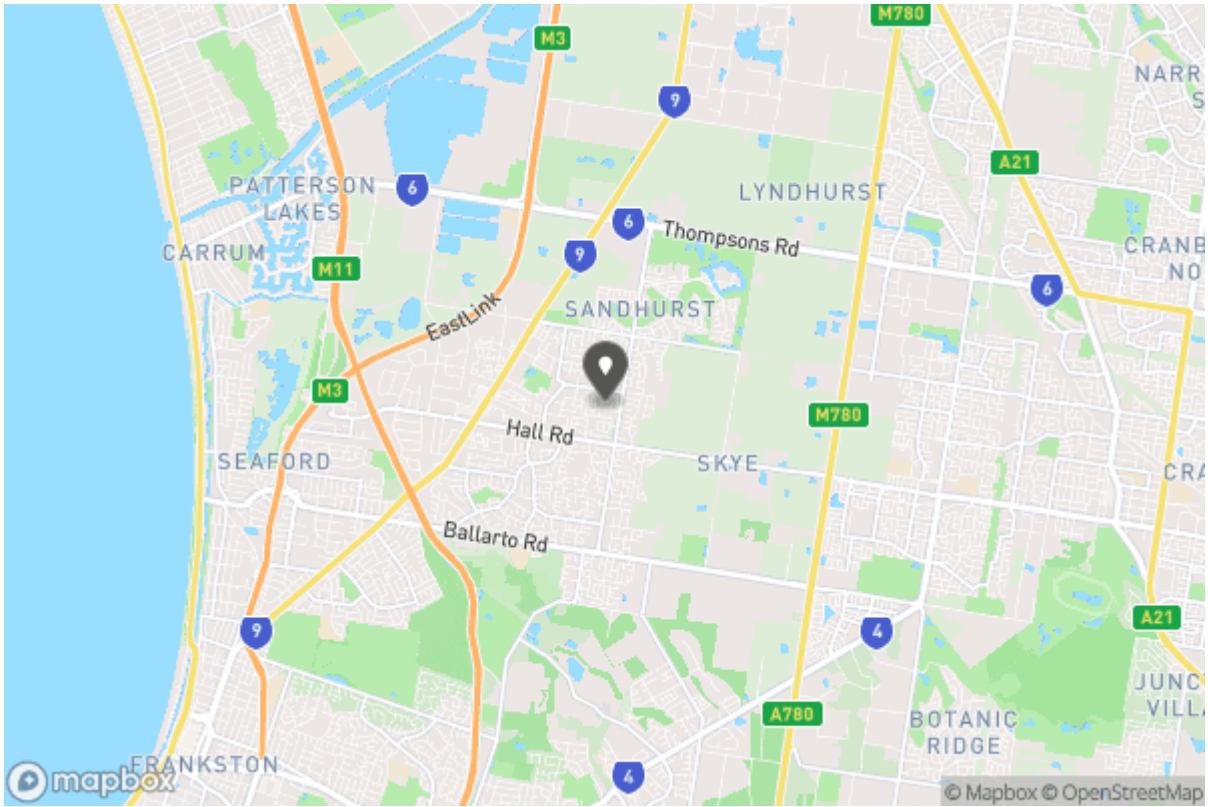 M780
M3
NARR
S
9
A21
PATTERSON
LAKES
6
LYNDHURST
6
Thompsons Rd
CARRUM
9
CRANB
NO
M11
6
EastLink
SANDHURST
M3
M780
Hall Rd
SEAFORD
SKYE
CRA
Ballarto Rd
9
4
A21
JUNC
VILLA
A780
BOTANIC
RIDGE
FRANKSTON
4
mapbox
© Mapbox © OpenStreetMap